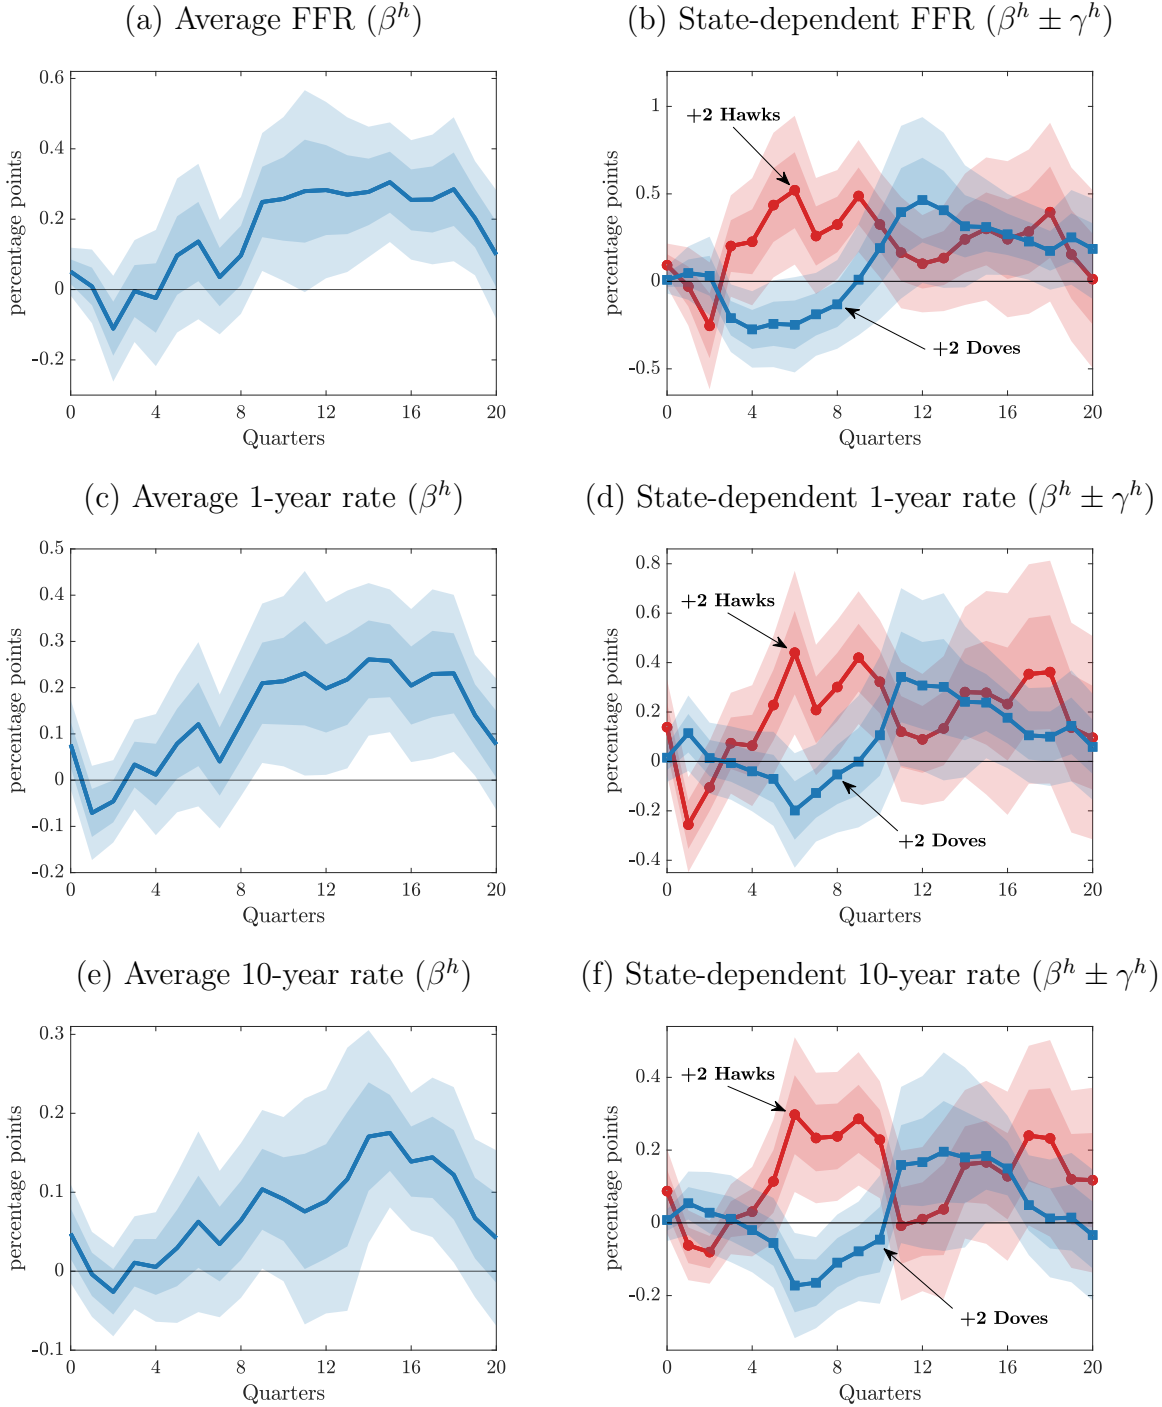 (a) Average FFR (β^h)
0.6
0.4
0.2
0
-0.2
percentage points
0 4 8 12 16 20
Quarters
(b) State-dependent FFR (β^h ± γ^h)
1
0.5
0
-0.5
percentage points
+2 Hawks
+2 Doves
0 4 8 12 16 20
Quarters
(c) Average 1-year rate (β^h)
0.5
0.4
0.3
0.2
0.1
0
-0.1
-0.2
percentage points
0 4 8 12 16 20
Quarters
(d) State-dependent 1-year rate (β^h ± γ^h)
0.8
0.6
0.4
0.2
0
-0.2
-0.4
percentage points
+2 Hawks
+2 Doves
0 4 8 12 16 20
Quarters
(e) Average 10-year rate (β^h)
0.3
0.2
0.1
0
-0.1
percentage points
0 4 8 12 16 20
Quarters
(f) State-dependent 10-year rate (β^h ± γ^h)
0.4
0.2
0
-0.2
percentage points
+2 Hawks
+2 Doves
0 4 8 12 16 20
Quarters